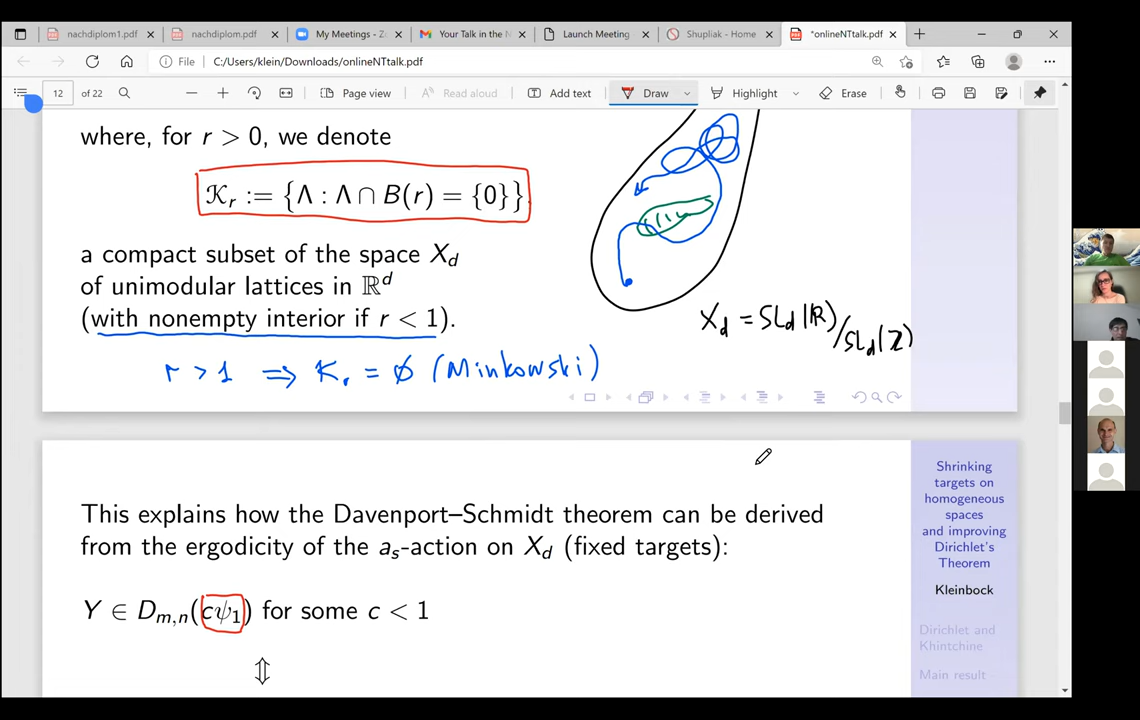 nachdiplom1.pdf
nachdiplom.pdf
My Meetings - Zo
Your Talk in the N
Launch Meeting
Shupliak - Home
*onlineNTtalk.pdf
File C:/Users/klein/Downloads/onlineNTtalk.pdf
12 of 22
Page view
Read aloud
Add text
Draw
Highlight
Erase
where, for r > 0, we denote
𝒦_r := {Λ : Λ ∩ B(r) = {0}}
a compact subset of the space X_d
of unimodular lattices in ℝ^d
(with nonempty interior if r < 1).
X_d = SL_d(ℝ)/SL_d(ℤ)
r > 1 ⇒ K_r = ∅ (Minkowski)
This explains how the Davenport–Schmidt theorem can be derived
from the ergodicity of the a_s-action on X_d (fixed targets):
Y ∈ D_{m,n}(cψ_1) for some c < 1
⇕
Shrinking
targets on
homogeneous
spaces
and improving
Dirichlet's
Theorem
Kleinbock
Dirichlet and
Khintchine
Main result